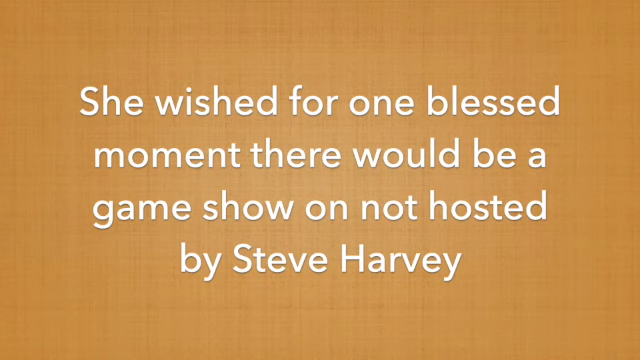 She wished for one blessed
moment there would be a
game show on not hosted
by Steve Harvey